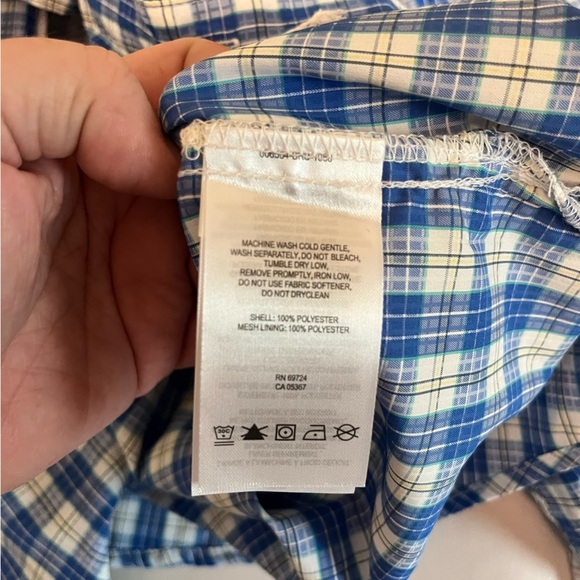 MACHINE WASH COLD GENTLE,
WASH SEPARATELY, DO NOT BLEACH,
TUMBLE DRY LOW,
REMOVE PROMPTLY, IRON LOW,
DO NOT USE FABRIC SOFTENER,
DO NOT DRYCLEAN
SHELL: 100% POLYESTER
MESH LINING: 100% POLYESTER
RN 69724
CA 05367
30C